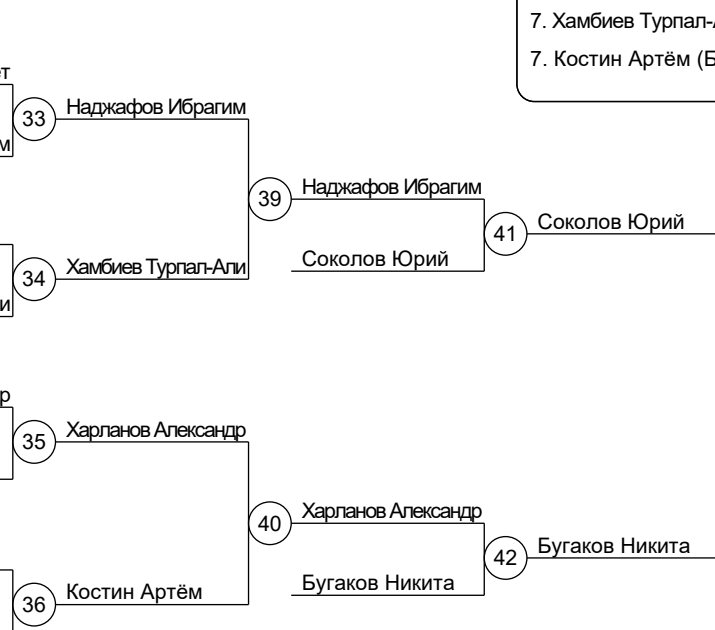 7. Хамбиев Турпал-
7. Костин Артём (Б
33
Наджафов Ибрагим
39
Наджафов Ибрагим
41
Соколов Юрий
Соколов Юрий
34
Хамбиев Турпал-Али
35
Харланов Александр
40
Харланов Александр
42
Бугаков Никита
Бугаков Никита
36
Костин Артём